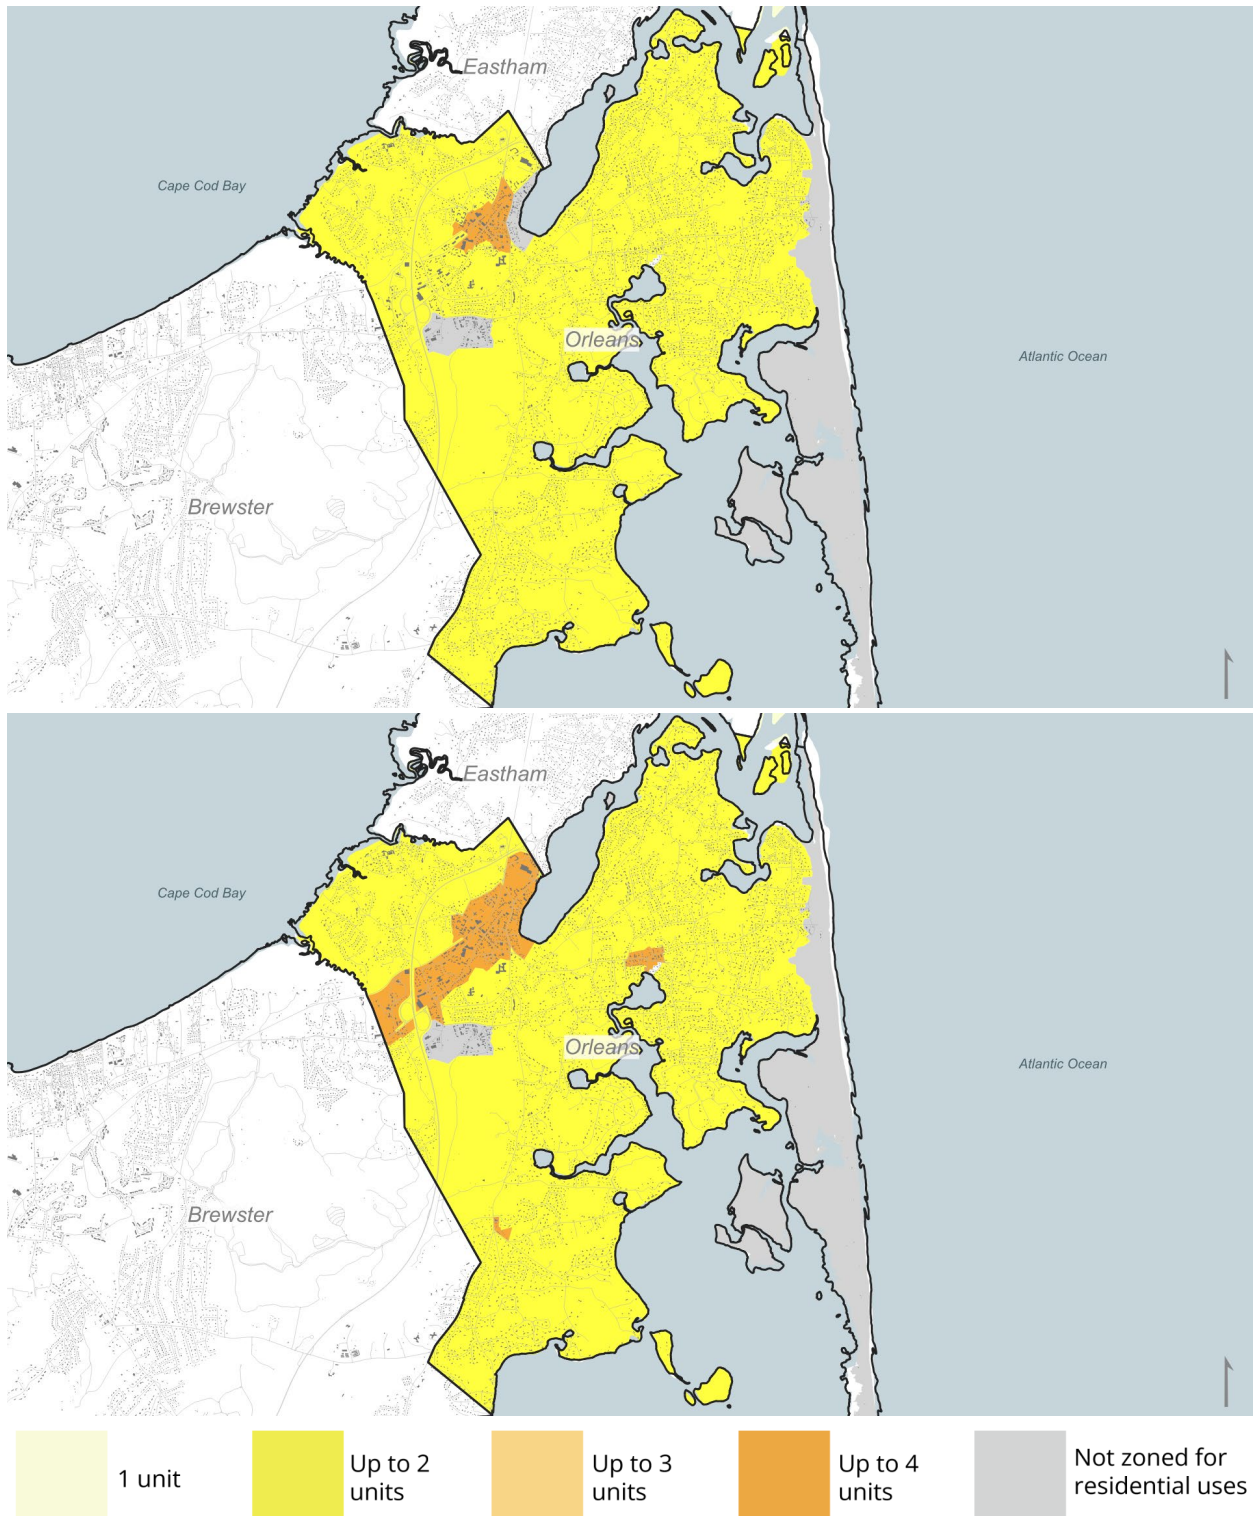 Eastham
Cape Cod Bay
Orleans
Atlantic Ocean
Brewster
Eastham
Cape Cod Bay
Orleans
Atlantic Ocean
Brewster
1 unit
Up to 2
units
Up to 3
units
Up to 4
units
Not zoned for
residential uses